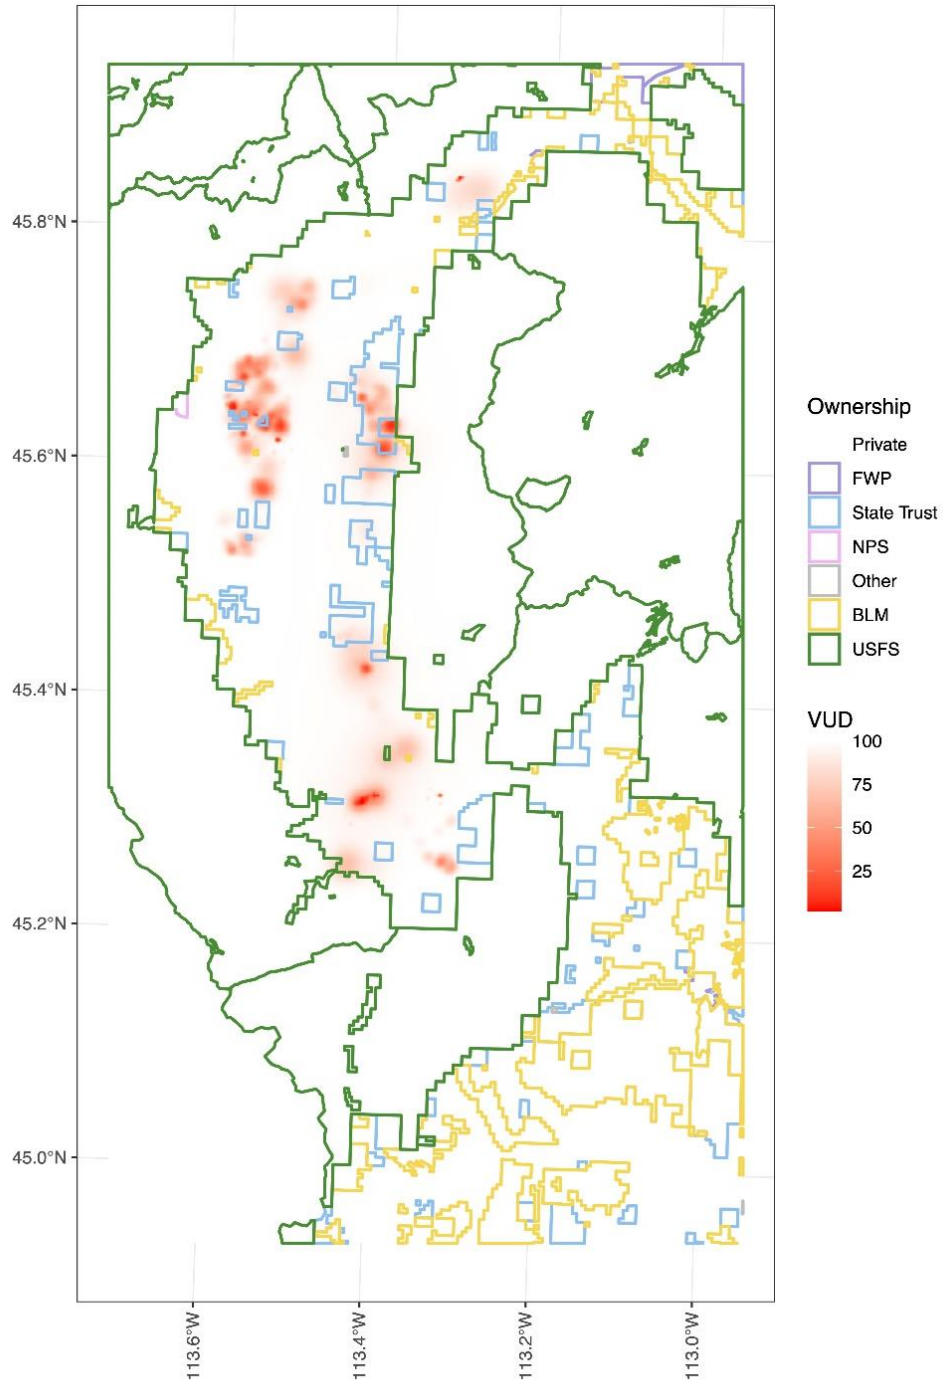 45.8°N
45.6°N
45.4°N
45.2°N
45.0°N
113.6°W
113.4°W
113.2°W
113.0°W
Ownership
Private
FWP
State Trust
NPS
Other
BLM
USFS
VUD
100
75
50
25